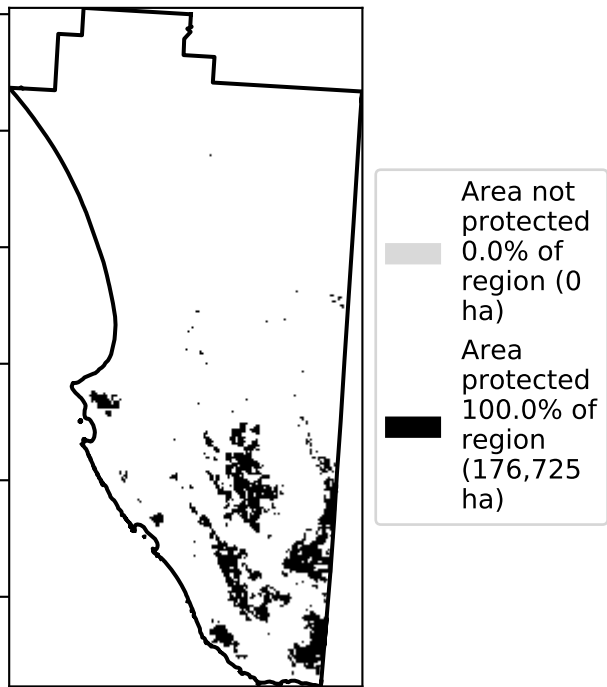 Area not
protected
0.0% of
region (0
ha)
Area
protected
100.0% of
region
(176,725
ha)